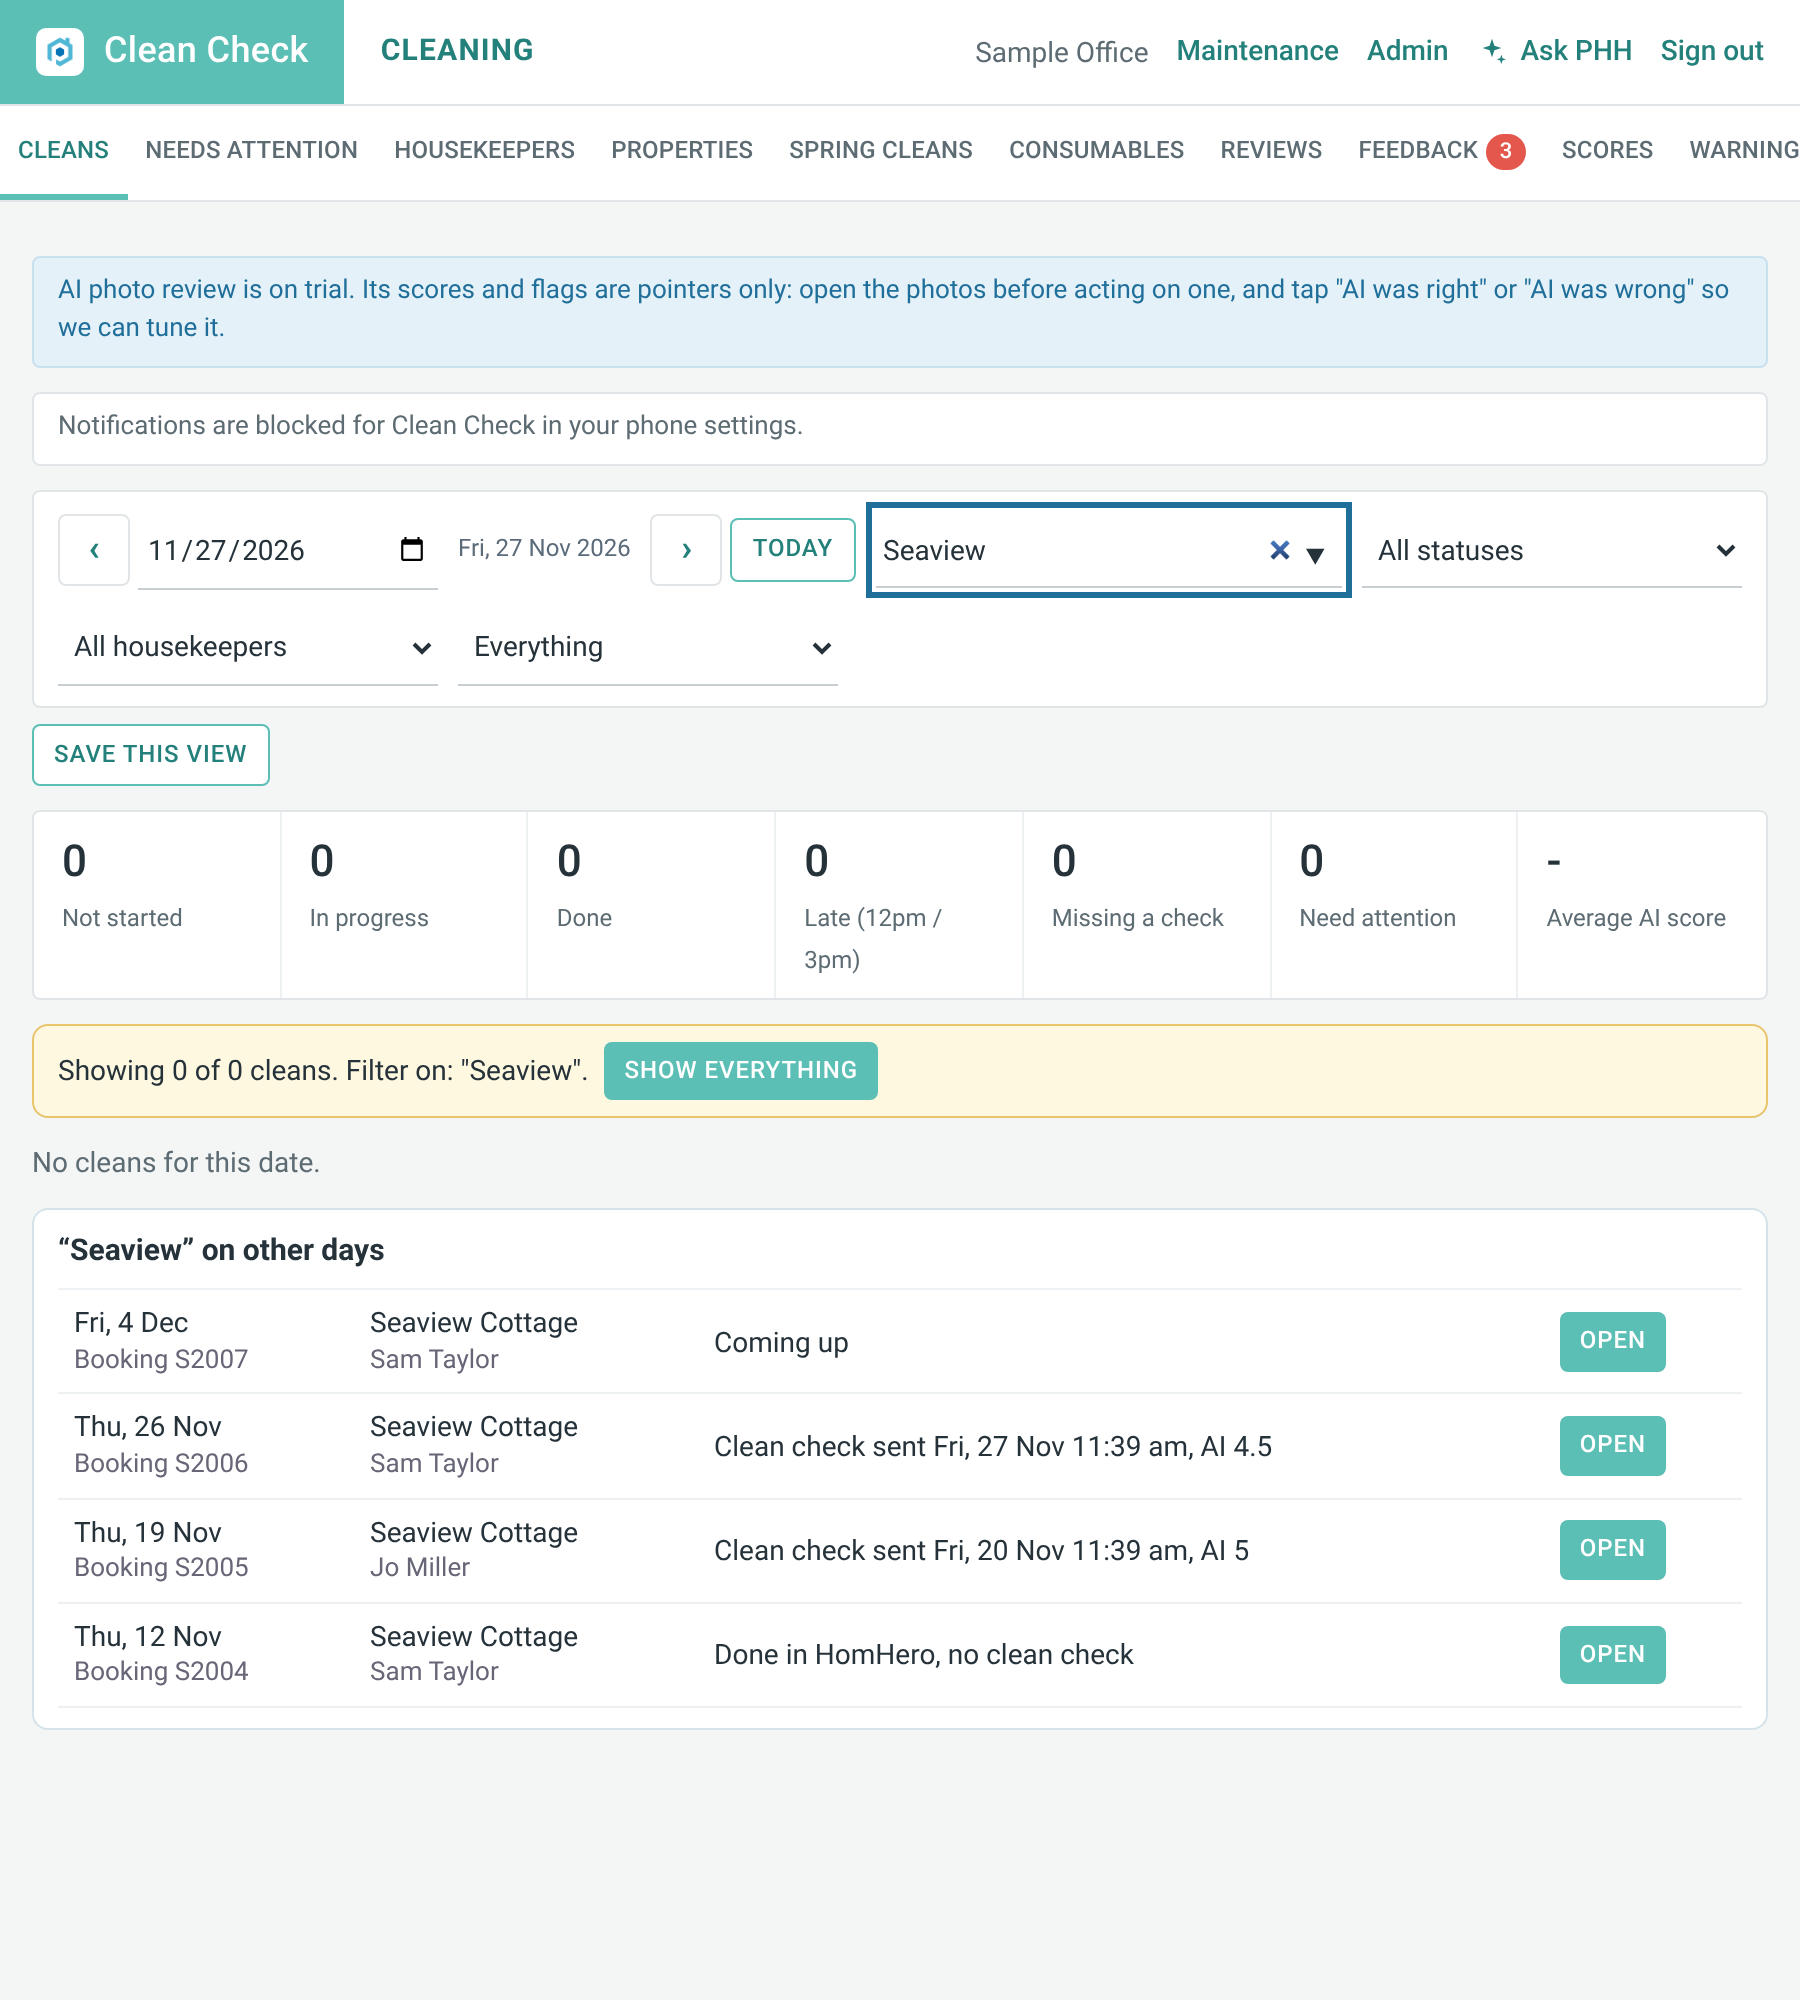 Clean Check
CLEANING
Sample Office
Maintenance
Admin
Ask PHH
Sign out
CLEANS
NEEDS ATTENTION
HOUSEKEEPERS
PROPERTIES
SPRING CLEANS
CONSUMABLES
REVIEWS
FEEDBACK 3
SCORES
WARNING
AI photo review is on trial. Its scores and flags are pointers only: open the photos before acting on one, and tap "AI was right" or "AI was wrong" so
we can tune it.
Notifications are blocked for Clean Check in your phone settings.
‹
11/27/2026
Fri, 27 Nov 2026
›
TODAY
Seaview
All statuses
All housekeepers
Everything
SAVE THIS VIEW
0
Not started
0
In progress
0
Done
0
Late (12pm /
3pm)
0
Missing a check
0
Need attention
-
Average AI score
Showing 0 of 0 cleans. Filter on: "Seaview".
SHOW EVERYTHING
No cleans for this date.
“Seaview” on other days
Fri, 4 Dec
Booking S2007
Seaview Cottage
Sam Taylor
Coming up
OPEN
Thu, 26 Nov
Booking S2006
Seaview Cottage
Sam Taylor
Clean check sent Fri, 27 Nov 11:39 am, AI 4.5
OPEN
Thu, 19 Nov
Booking S2005
Seaview Cottage
Jo Miller
Clean check sent Fri, 20 Nov 11:39 am, AI 5
OPEN
Thu, 12 Nov
Booking S2004
Seaview Cottage
Sam Taylor
Done in HomHero, no clean check
OPEN